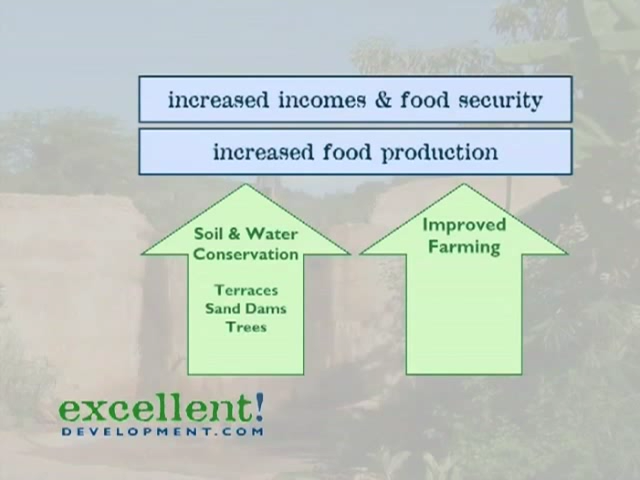 increased incomes & food security
increased food production
Soil & Water
Conservation
Terraces
Sand Dams
Trees
Improved
Farming
excellent!
DEVELOPMENT.COM